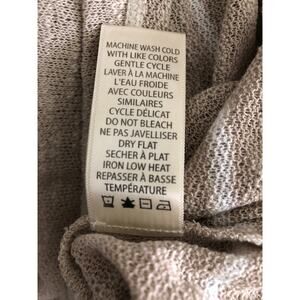 MACHINE WASH COLD
WITH LIKE COLORS
GENTLE CYCLE
LAVER À LA MACHINE
L'EAU FROIDE
AVEC COULEURS
SIMILAIRES
CYCLE DÉLICAT
DO NOT BLEACH
NE PAS JAVELLISER
DRY FLAT
SECHER À PLAT
IRON LOW HEAT
REPASSER À BASSE
TEMPÉRATURE